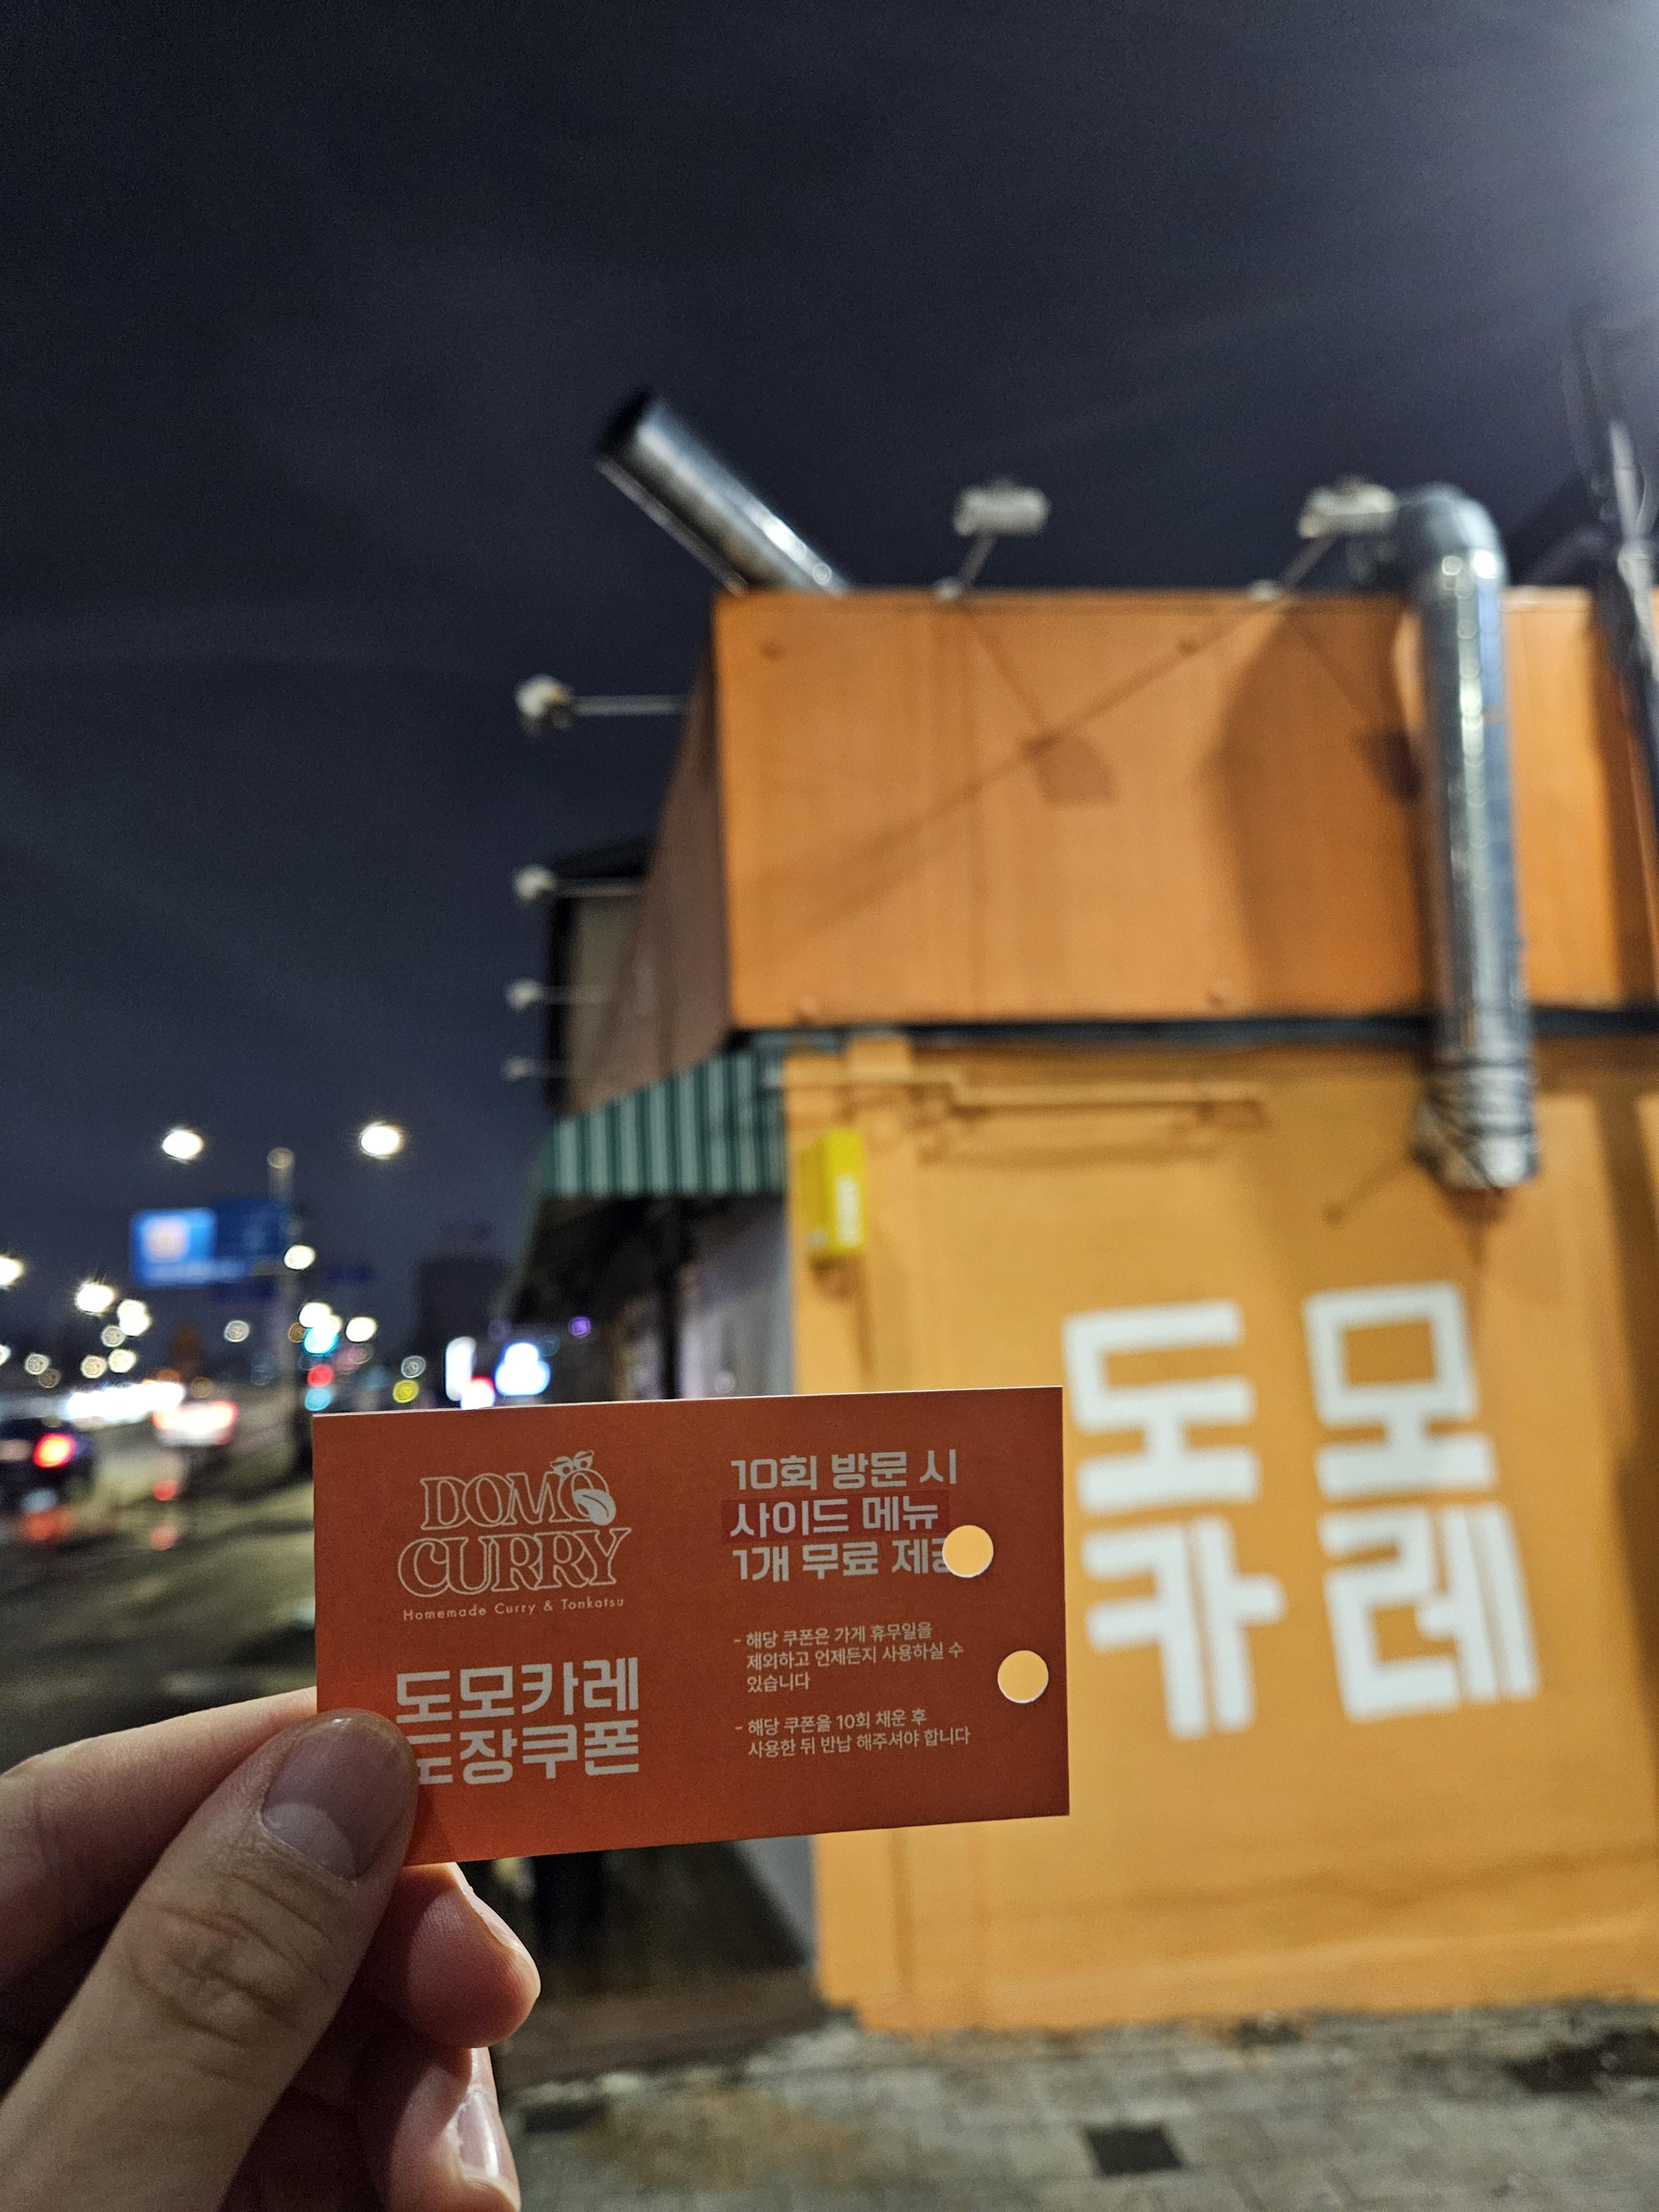 DOMO
CURRY
Homemade Curry & Tonkatsu
도모카레
도장쿠폰
10회 방문 시
사이드 메뉴
1개 무료 제공
- 해당 쿠폰은 가게 휴무일을
제외하고 언제든지 사용하실 수
있습니다
- 해당 쿠폰을 10회 채운 후
사용한 뒤 반납 해주셔야 합니다
도모
카레